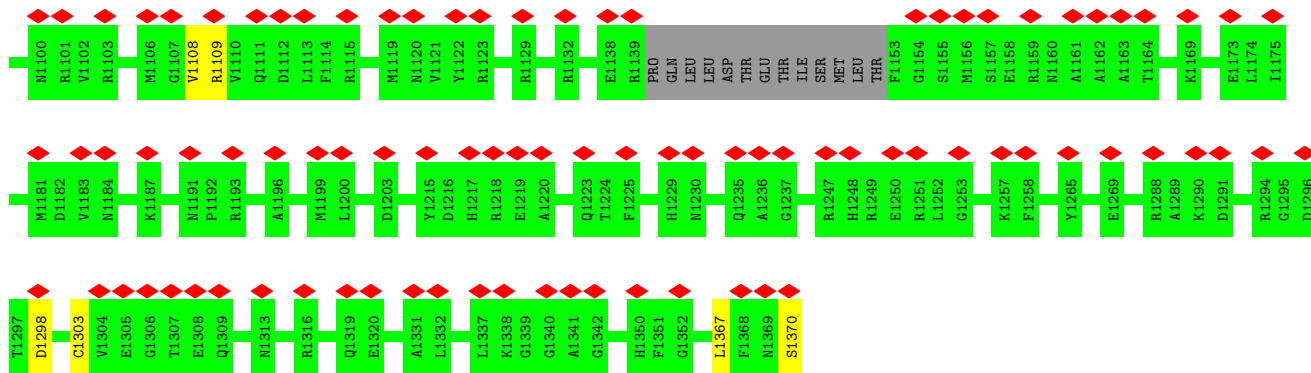 N1100 R1101 V1102 R1103 M1106 G1107 V1108 R1109 V1110 Q1111 D1112 L1113 F1114 R1115 M1119 N1120 V1121 Y1122 R1123 R1129 R1132 E1138 R1139 PRO GLN LEU LEU ASP THR GLU THR ILE SER MET LEU THR F1153 G1154 S1155 M1156 S1157 E1158 R1159 N1160 A1161 A1162 A1163 T1164 K1169 E1173 L1174 I1175
M1181 D1182 V1183 N1184 K1187 N1191 P1192 R1193 A1196 M1199 L1200 D1203 Y1215 D1216 H1217 R1218 E1219 A1220 Q1223 T1224 F1225 H1229 N1230 Q1235 A1236 G1237 R1247 H1248 R1249 E1250 R1251 L1252 G1253 K1257 F1258 Y1265 E1269 R1288 A1289 K1290 D1291 R1294 G1295 D1296
T1297 D1298 C1303 V1304 E1305 G1306 T1307 E1308 Q1309 N1313 R1316 Q1319 E1320 A1331 L1332 L1337 K1338 G1339 G1340 A1341 G1342 H1350 F1351 G1352 L1367 F1368 N1369 S1370